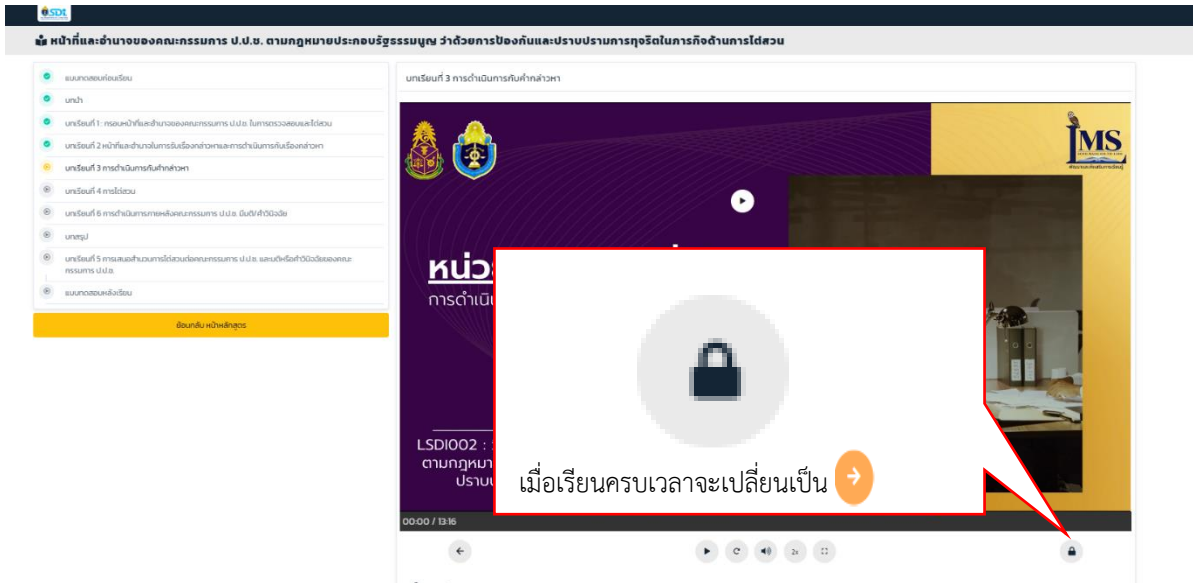 SDL
หน้าที่และอำนาจของคณะกรรมการ ป.ป.ช. ตามกฎหมายประกอบรัฐธรรมนูญ ว่าด้วยการป้องกันและปราบปรามการทุจริตในภารกิจด้านการไต่สวน
แบบทดสอบก่อนเรียน
บทนำ
บทเรียนที่ 1 : กรอบหน้าที่และอำนาจของคณะกรรมการ ป.ป.ช. ในการตรวจสอบและไต่สวน
บทเรียนที่ 2 หน้าที่และอำนาจในการรับเรื่องกล่าวหาและการดำเนินการกับเรื่องกล่าวหา
บทเรียนที่ 3 การดำเนินการกับคำกล่าวหา
บทเรียนที่ 4 การไต่สวน
บทเรียนที่ 6 การดำเนินการภายหลังคณะกรรมการ ป.ป.ช. มีมติ/คำวินิจฉัย
บทสรุป
บทเรียนที่ 5 การเสนอสำนวนการไต่สวนต่อคณะกรรมการ ป.ป.ช. และมติหรือคำวินิจฉัยของคณะ
กรรมการ ป.ป.ช.
แบบทดสอบหลังเรียน
ย้อนกลับ หน้าหลักสูตร
บทเรียนที่ 3 การดำเนินการกับคำกล่าวหา
IMS
หน่วย
การดำเนิ
LSDI002 :
ตามกฎหมา
ปราบ
เมื่อเรียนครบเวลาจะเปลี่ยนเป็น
00:00 / 13:16
2x